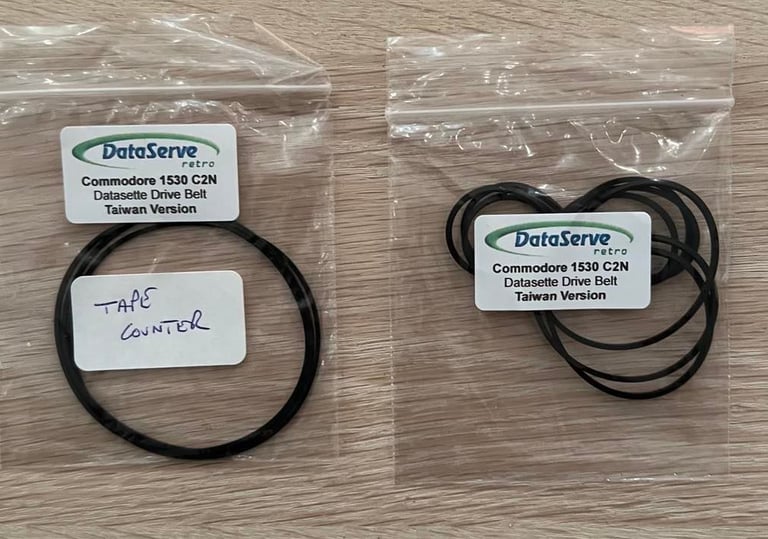 DataServe
retro
Commodore 1530 C2N
Datasette Drive Belt
Taiwan Version
TAPE
COUNTER
DataServe
retro
Commodore 1530 C2N
Datasette Drive Belt
Taiwan Version